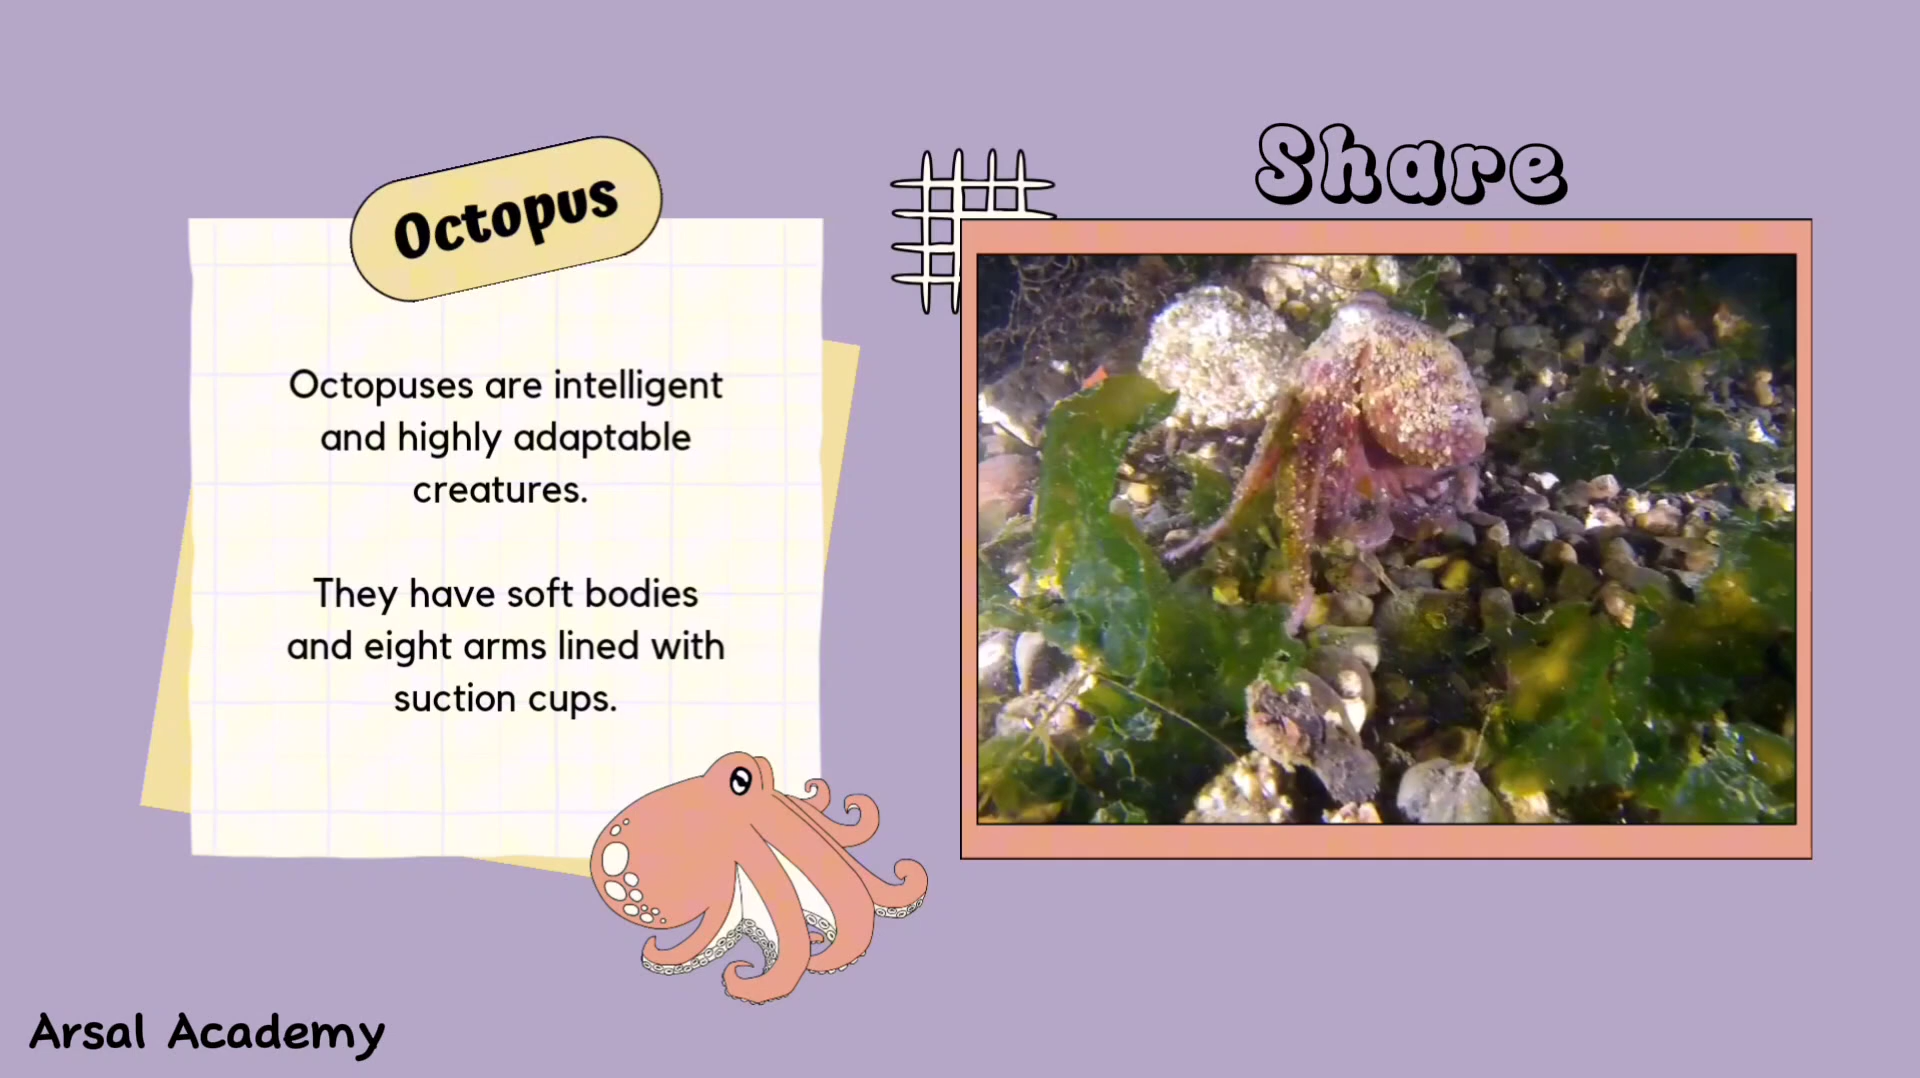 Octopus
Octopuses are intelligent
and highly adaptable
creatures.
They have soft bodies
and eight arms lined with
suction cups.
Share
Arsal Academy